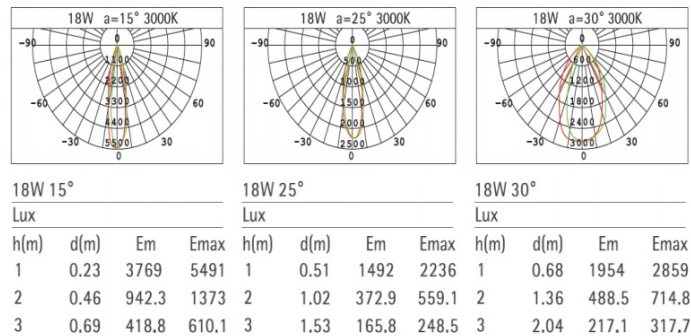 18W a=15° 3000K
-90 0 90
1100
2200
3300
-60 4400 60
-30 5500 30
0
18W 15°
Lux
h(m) d(m) Em Emax
1 0.23 3769 5491
2 0.46 942.3 1373
3 0.69 418.8 610.1
18W a=25° 3000K
-90 0 90
500
1000
1500
-60 2000 60
-30 2500 30
0
18W 25°
Lux
h(m) d(m) Em Emax
1 0.51 1492 2236
2 1.02 372.9 559.1
3 1.53 165.8 248.5
18W a=30° 3000K
-90 0 90
600
1200
1800
-60 2400 60
-30 3000 30
0
18W 30°
Lux
h(m) d(m) Em Emax
1 0.68 1954 2859
2 1.36 488.5 714.8
3 2.04 217.1 317.7